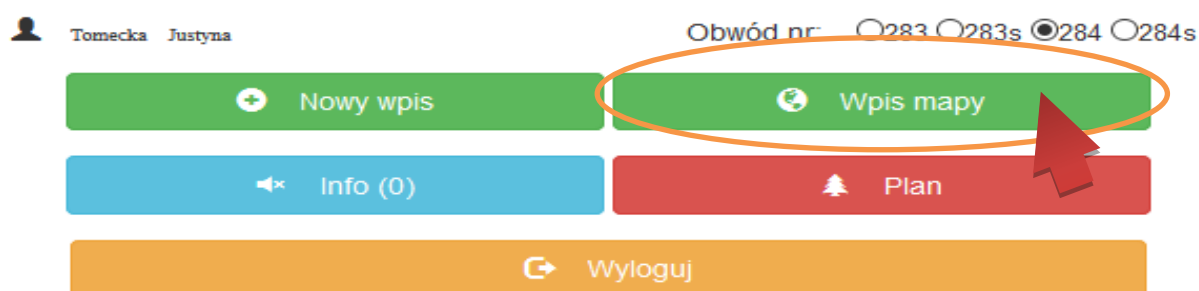 Tomecka Justyna Obwód nr: 283 283s 284 284s
Nowy wpis Wpis mapy
Info (0) Plan
Wyloguj